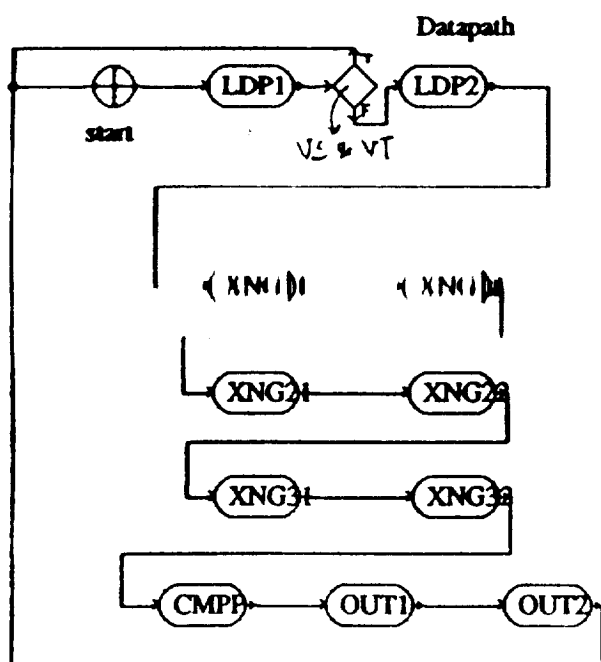 Datapath
LDP1
T
LDP2
F
start
VS & VT
XNG21
XNG22
XNG31
XNG32
CMPP
OUT1
OUT2